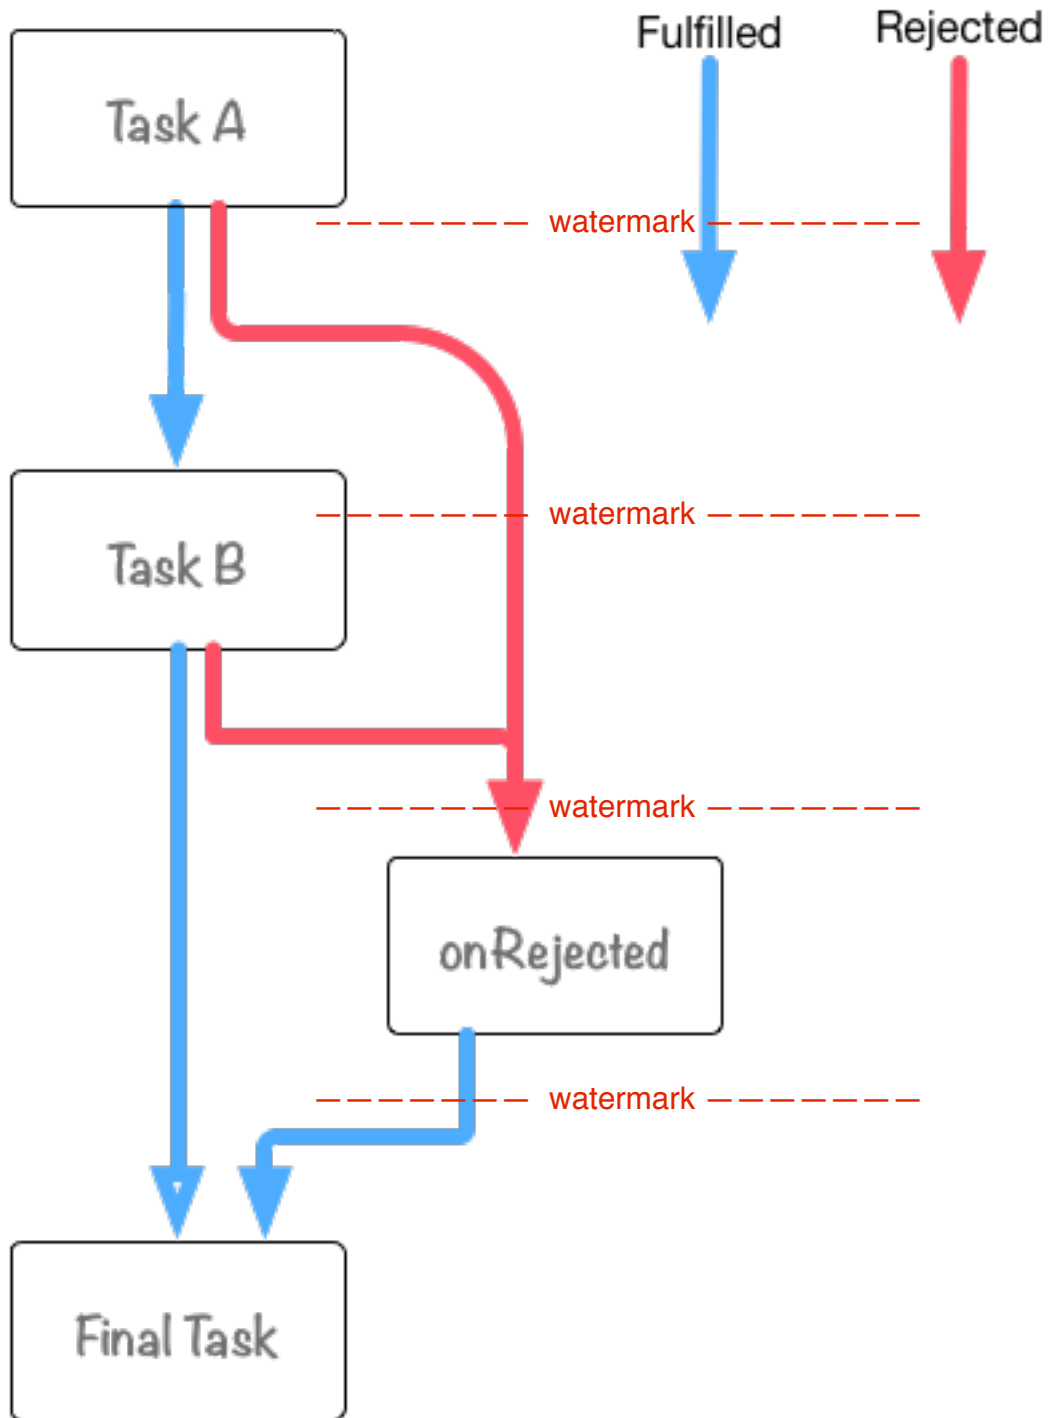 Fulfilled Rejected
Task A
watermark
Task B
watermark
watermark
onRejected
watermark
Final Task